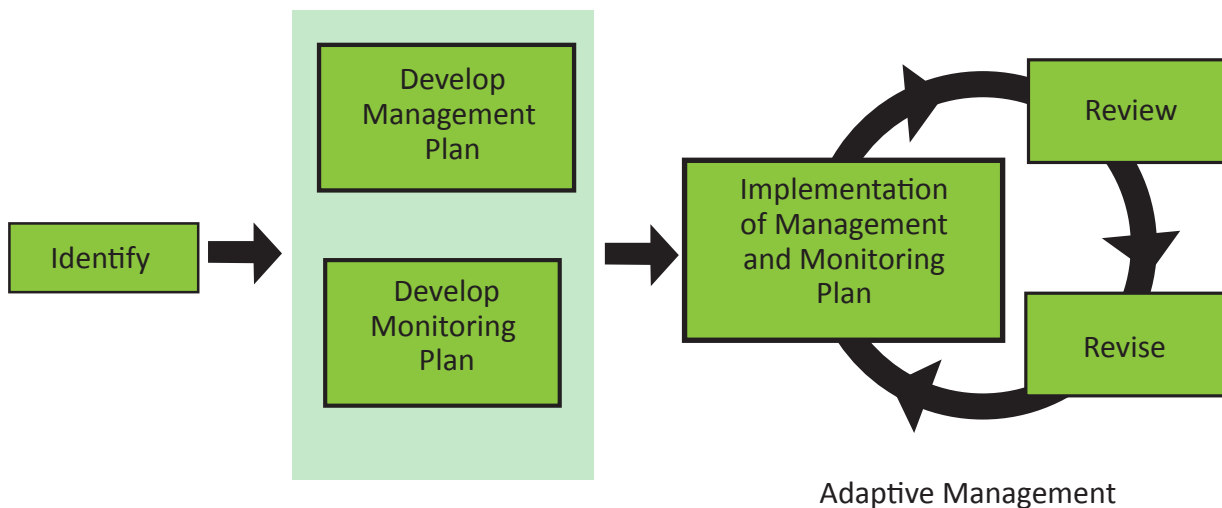 Identify
Develop
Management
Plan
Develop
Monitoring
Plan
Implementation
of Management
and Monitoring
Plan
Review
Revise
Adaptive Management